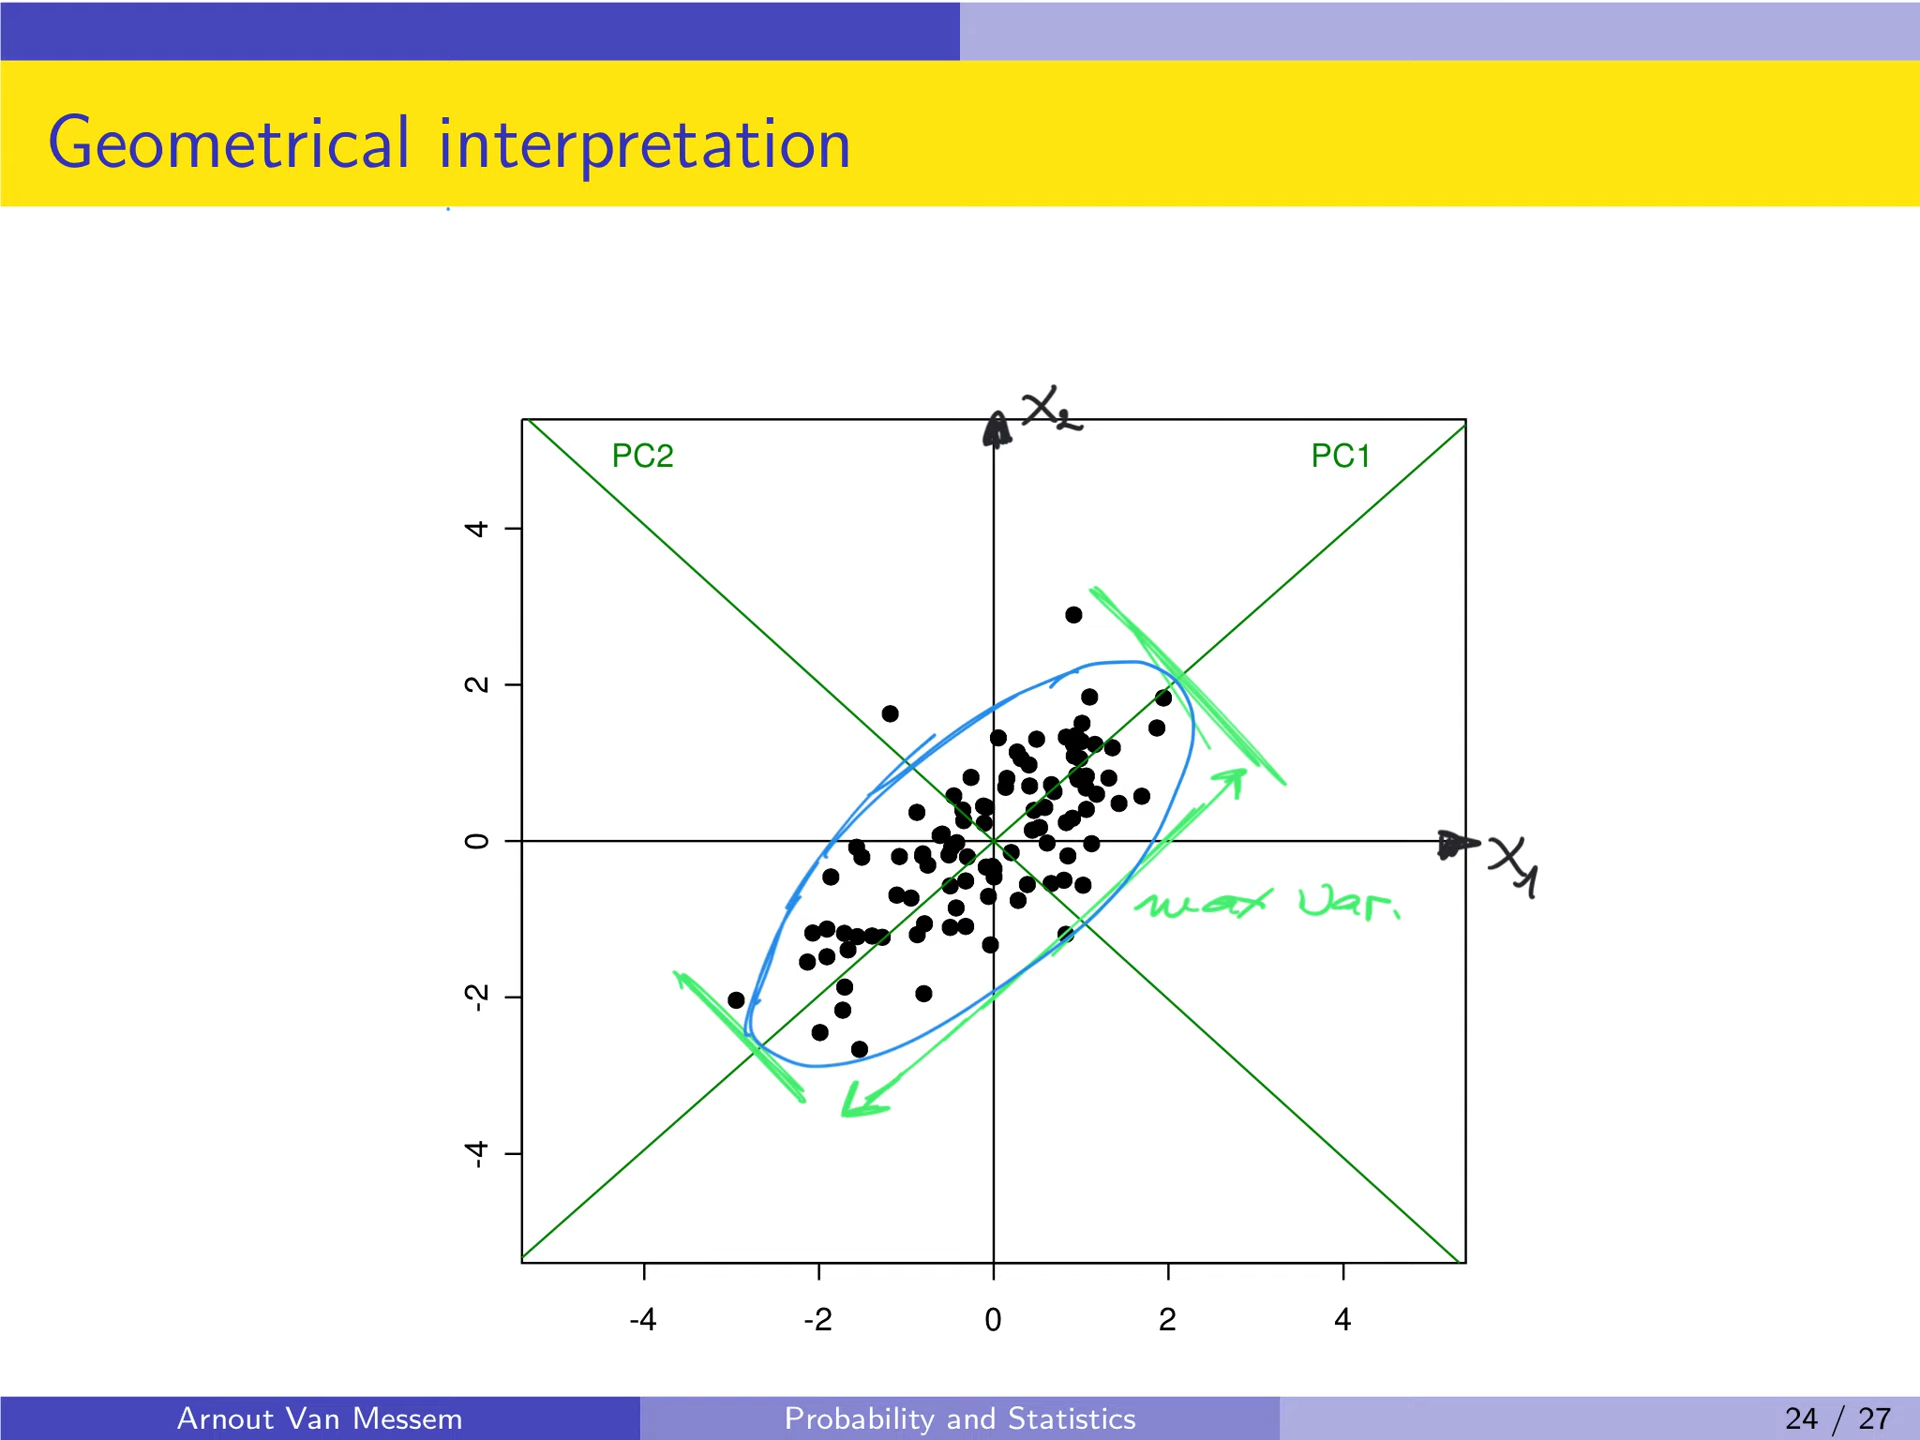 Geometrical interpretation
x₂
PC2
PC1
4
2
0
x₁
max var.
-2
-4
-4
-2
0
2
4
Arnout Van Messem
Probability and Statistics
24 / 27